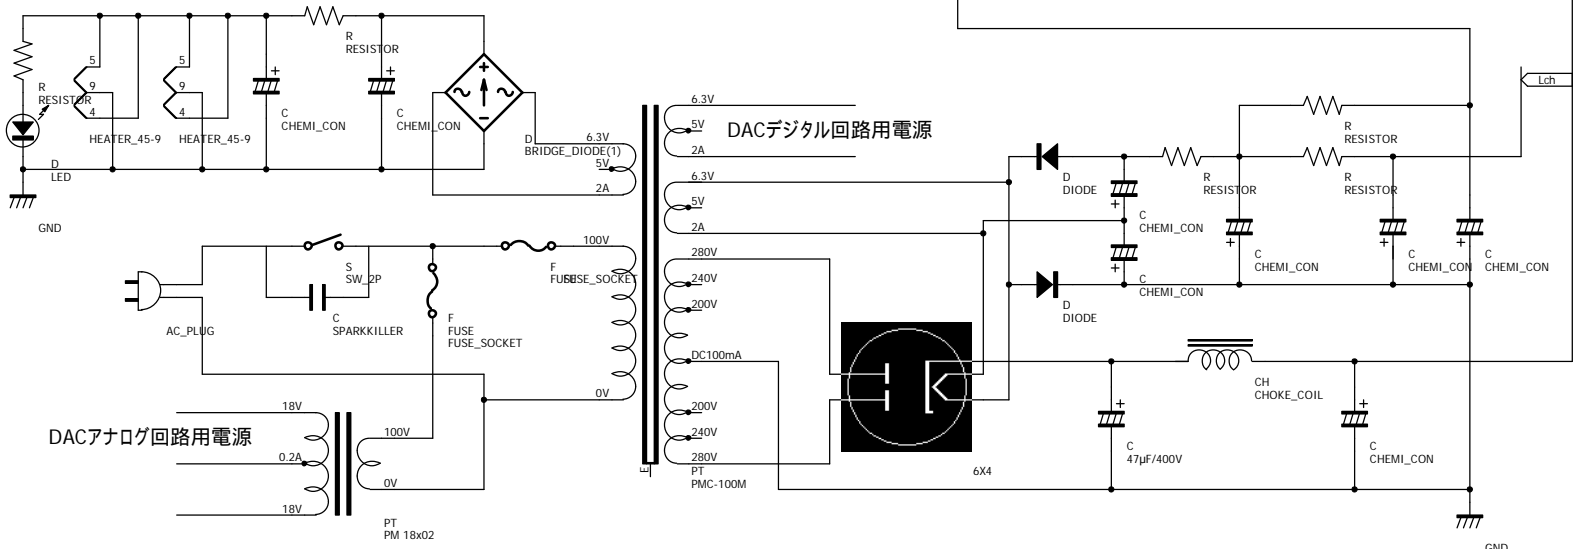 R
RESISTOR
D
LED
GND
5
9
4
HEATER_45-9
5
9
4
HEATER_45-9
+
C
CHEMI_CON
R
RESISTOR
+
C
CHEMI_CON
+
−
D
BRIDGE_DIODE(1)
6.3V
5V
2A
AC_PLUG
S
SW_2P
C
SPARKKILLER
F
FUSE
FUSE_SOCKET
F
FUSE
FUSE_SOCKET
100V
0V
DACアナログ回路用電源
18V
0.2A
18V
100V
0V
PT
PM 18x02
6.3V
5V
2A
DACデジタル回路用電源
6.3V
5V
2A
280V
240V
200V
DC100mA
200V
240V
280V
E
PT
PMC-100M
6X4
D
DIODE
+
C
CHEMI_CON
+
C
CHEMI_CON
D
DIODE
R
RESISTOR
R
RESISTOR
R
RESISTOR
+
C
CHEMI_CON
+
C
CHEMI_CON
+
C
CHEMI_CON
Lch
+
C
47μF/400V
CH
CHOKE_COIL
+
C
CHEMI_CON
GND